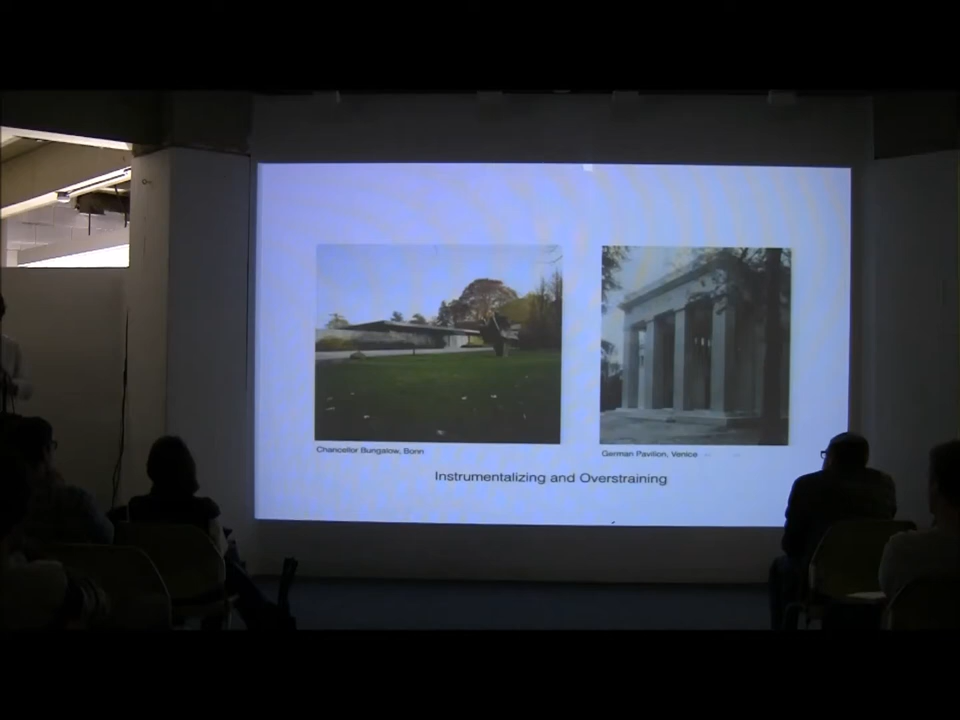 Chancellor Bungalow, Bonn
German Pavilion, Venice
Instrumentalizing and Overstraining